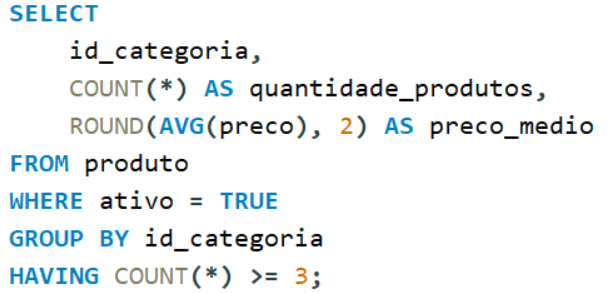 SELECT
    id_categoria,
    COUNT(*) AS quantidade_produtos,
    ROUND(AVG(preco), 2) AS preco_medio
FROM produto
WHERE ativo = TRUE
GROUP BY id_categoria
HAVING COUNT(*) >= 3;